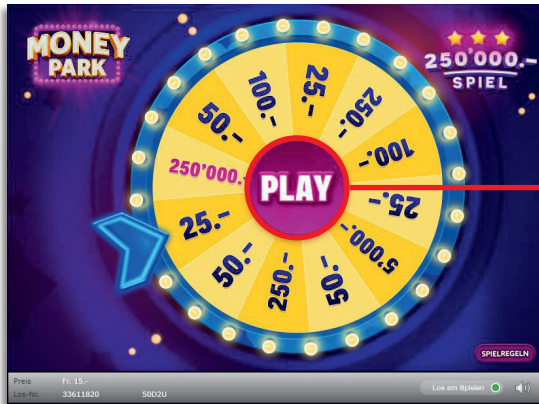 MONEY
PARK
250'000.-
SPIEL
25.-
250.-
100.-
25.-
5'000.-
50.-
250.-
50.-
25.-
250'000.-
50.-
100.-
PLAY
SPIELREGELN
Preis Fr. 15.-
Los-Nr. 33611820 50D2U
Los am Spielen